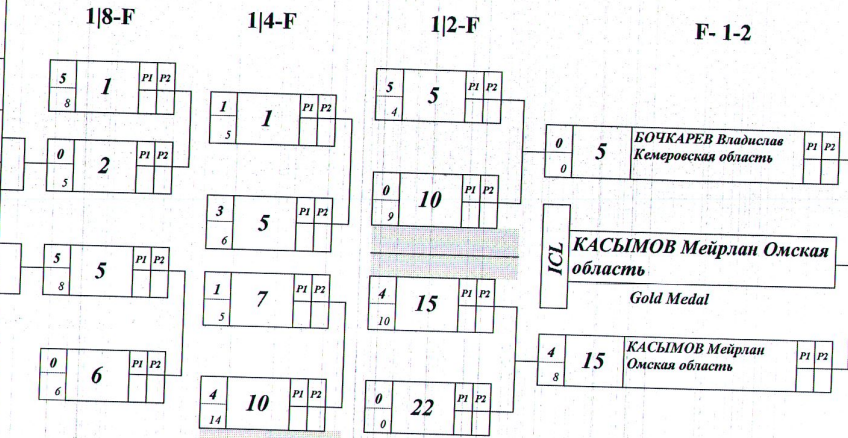 1|8-F
1|4-F
1|2-F
F- 1-2
5 8 1 P1 P2
0 5 2 P1 P2
5 8 5 P1 P2
0 6 6 P1 P2
1 5 1 P1 P2
3 6 5 P1 P2
1 5 7 P1 P2
4 14 10 P1 P2
5 4 5 P1 P2
0 9 10 P1 P2
4 10 15 P1 P2
0 0 22 P1 P2
0 0 5 БОЧКАРЕВ Владислав P1 P2
Кемеровская область
ICL
КАСЫМОВ Мейрлан Омская
область
Gold Medal
4 8 15 КАСЫМОВ Мейрлан P1 P2
Омская область